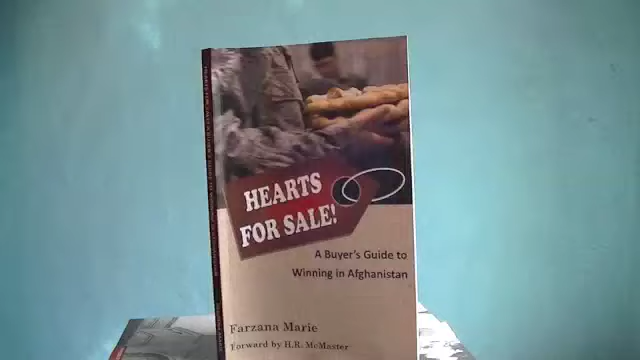 HEARTS
FOR SALE!
A Buyer's Guide to
Winning in Afghanistan
Farzana Marie
Forward by H.R. McMaster